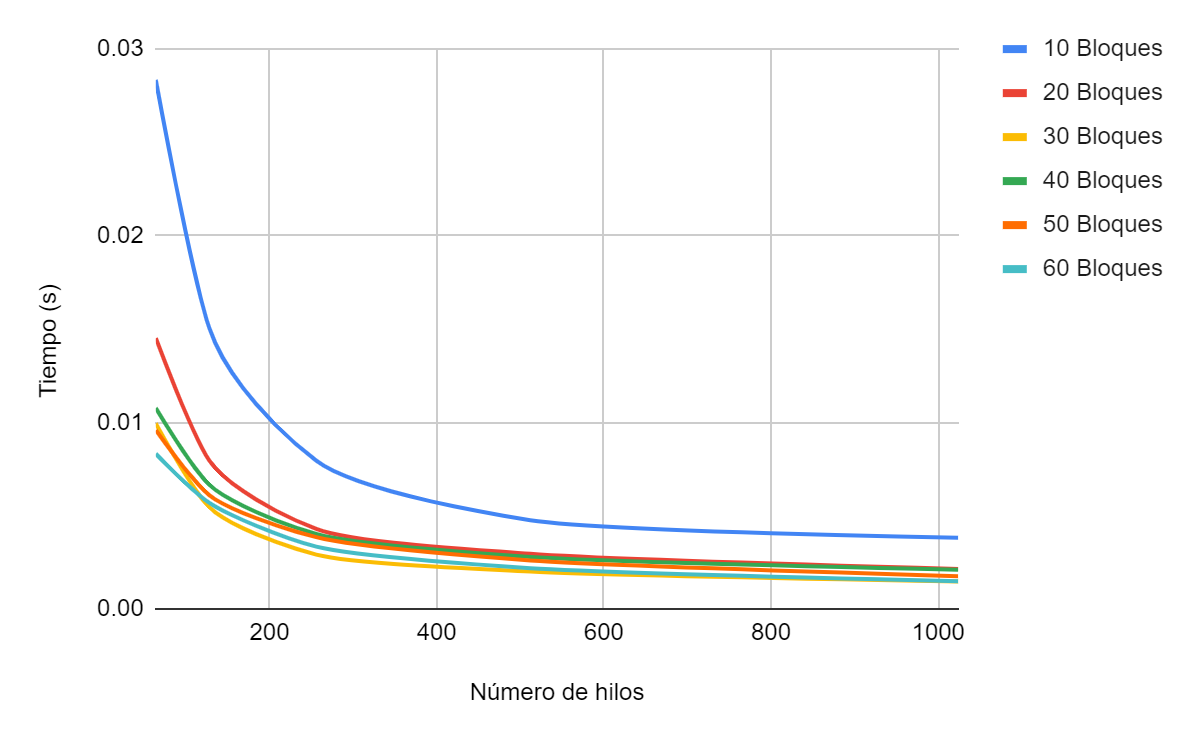 0.03
0.02
0.01
0.00
Tiempo (s)
200
400
600
800
1000
Número de hilos
10 Bloques
20 Bloques
30 Bloques
40 Bloques
50 Bloques
60 Bloques